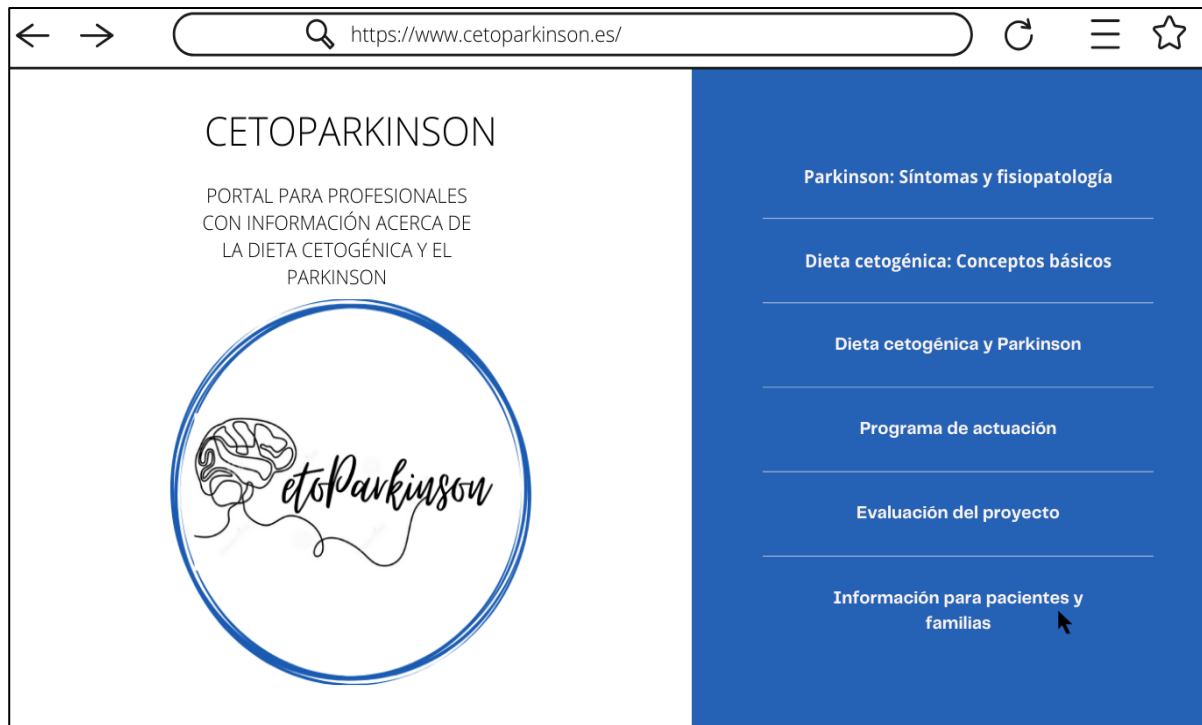 https://www.cetoparkinson.es/
CETOPARKINSON
PORTAL PARA PROFESIONALES
CON INFORMACIÓN ACERCA DE
LA DIETA CETOGÉNICA Y EL
PARKINSON
etoParkinson
Parkinson: Síntomas y fisiopatología
Dieta cetogénica: Conceptos básicos
Dieta cetogénica y Parkinson
Programa de actuación
Evaluación del proyecto
Información para pacientes y
familias